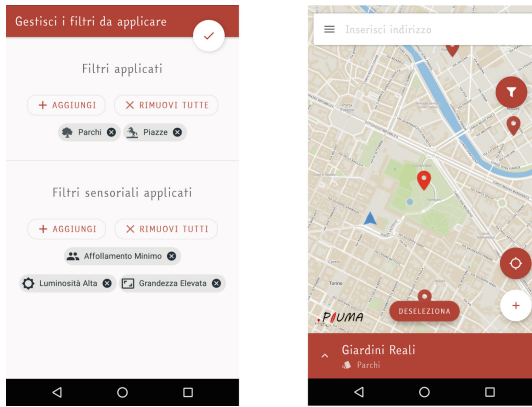 Gestisci i filtri da applicare
Filtri applicati
+ AGGIUNGI
× RIMUOVI TUTTE
Parchi
Piazze
Filtri sensoriali applicati
+ AGGIUNGI
× RIMUOVI TUTTI
Affollamento Minimo
Luminosità Alta
Grandezza Elevata
Inserisci indirizzo
Torino
PIUMA
DESELEZIONA
Giardini Reali
Parchi